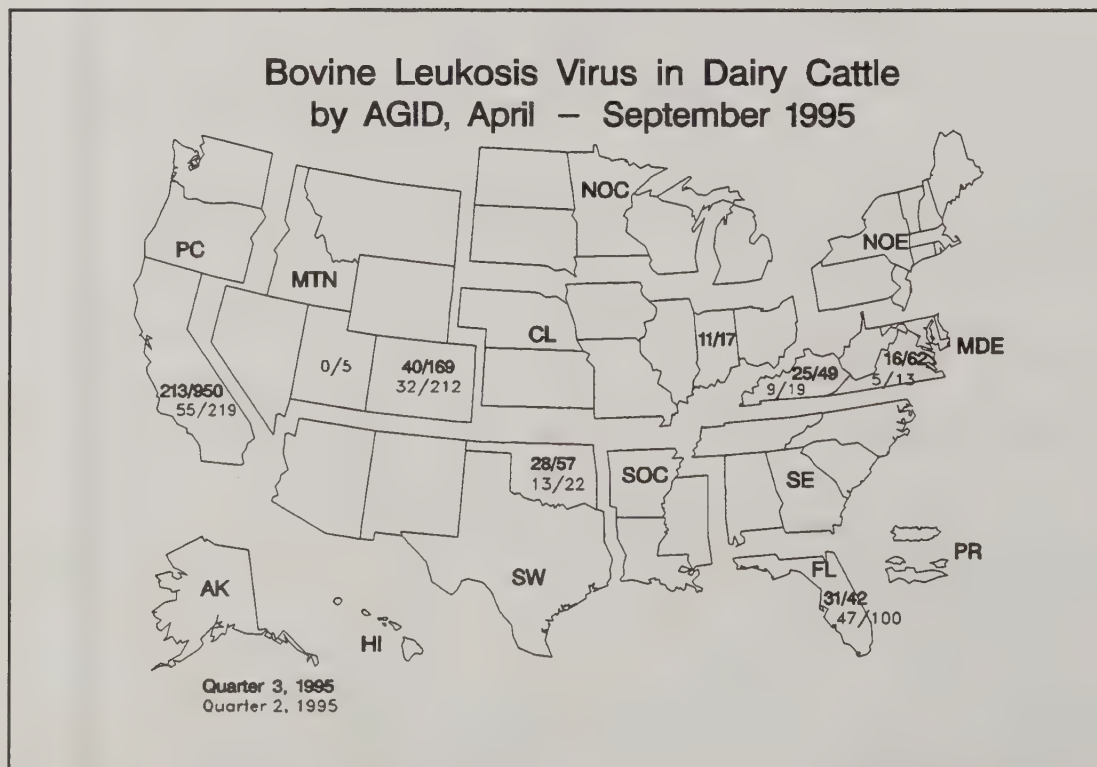 Bovine Leukosis Virus in Dairy Cattle
by AGID, April – September 1995
NOC
NOE
PC
MTN
CL
11/17
MDE
0/5
40/169
32/212
16/62
5/13
25/49
9/19
213/950
55/219
28/57
13/22
SOC
SE
PR
FL
31/42
47/100
SW
AK
HI
Quarter 3, 1995
Quarter 2, 1995